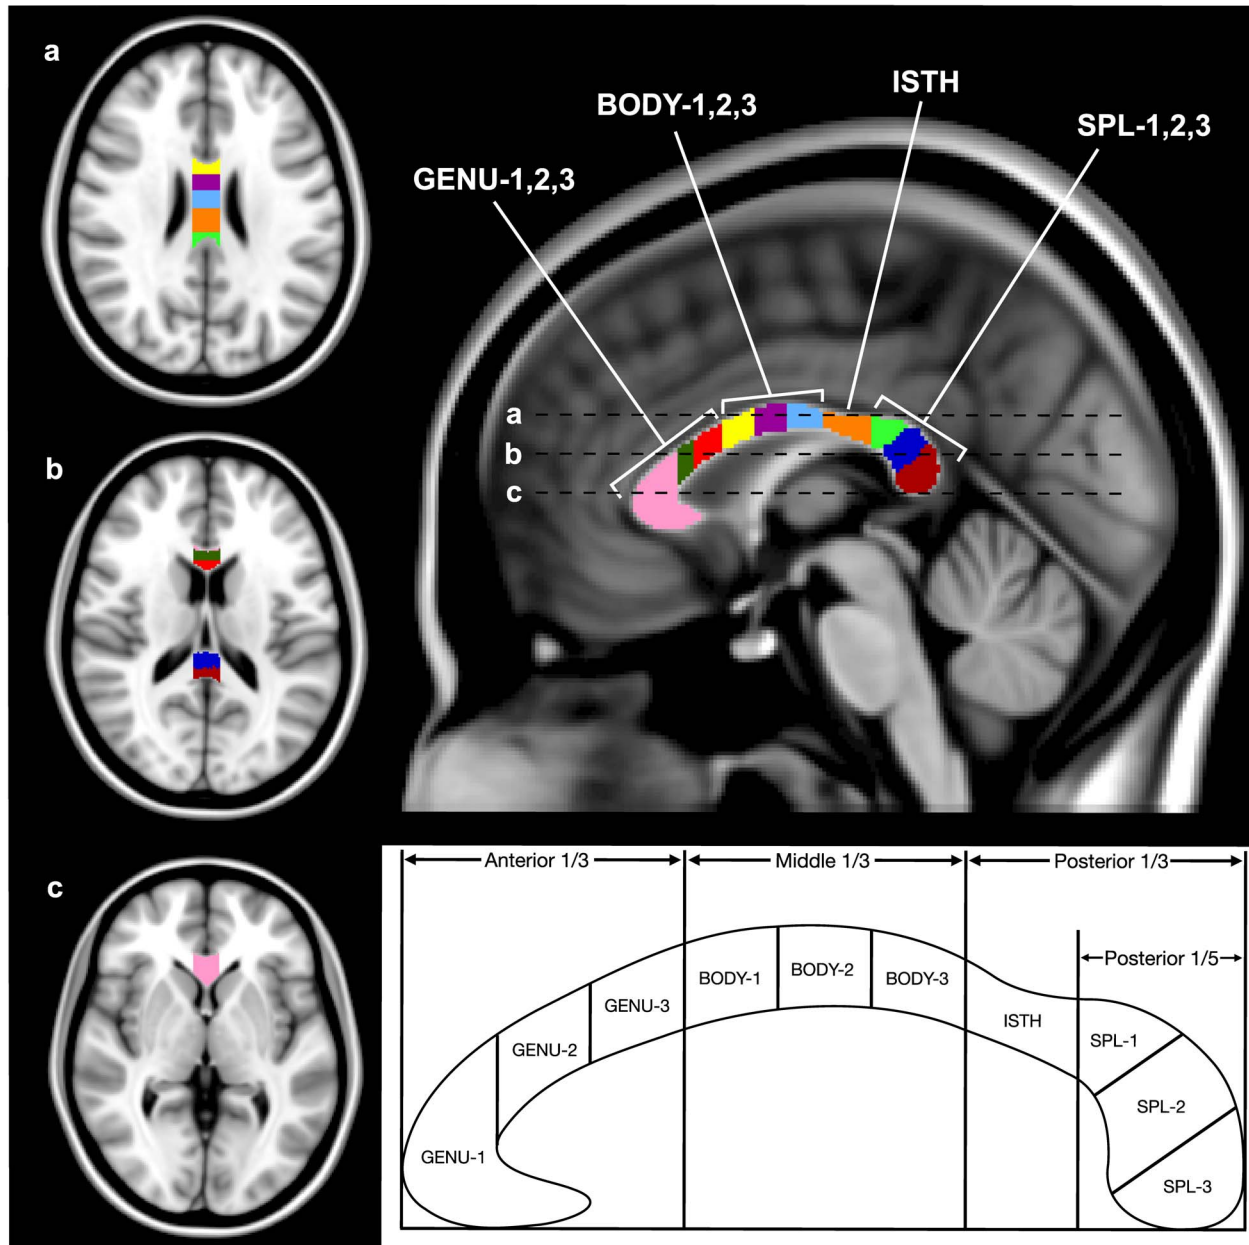 a
b
c
GENU-1,2,3
BODY-1,2,3
ISTH
SPL-1,2,3
a
b
c
Anterior 1/3
Middle 1/3
Posterior 1/3
Posterior 1/5
GENU-1
GENU-2
GENU-3
BODY-1
BODY-2
BODY-3
ISTH
SPL-1
SPL-2
SPL-3